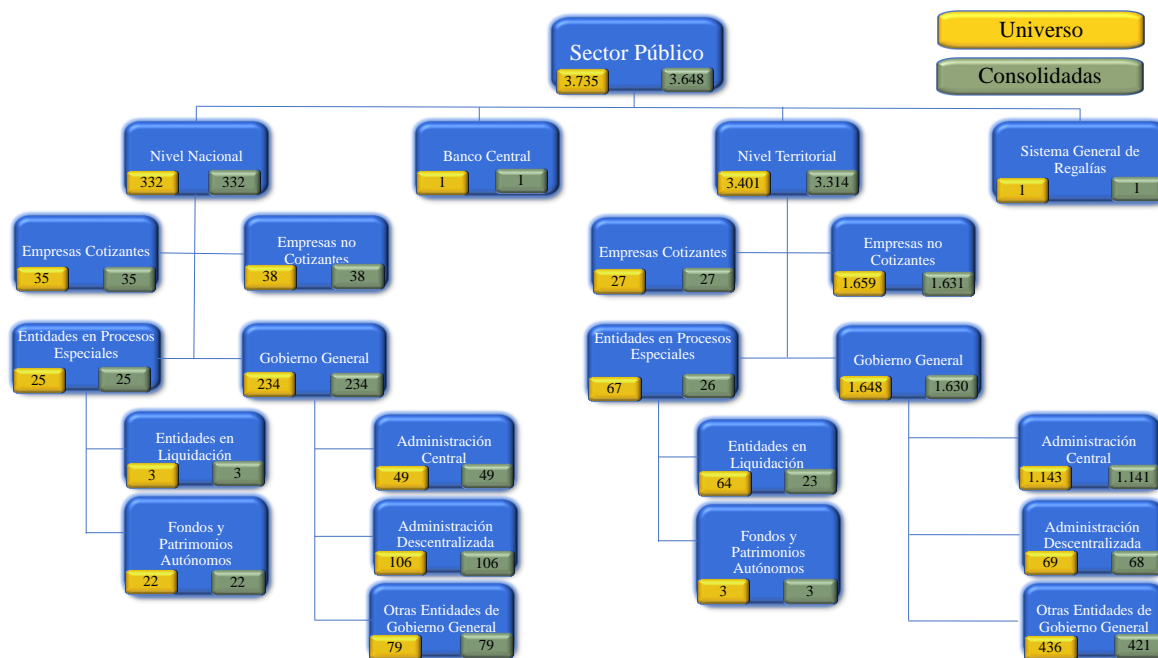 Universo
Consolidadas
Sector Público
3.735 3.648
Nivel Nacional
332 332
Banco Central
1 1
Nivel Territorial
3.401 3.314
Sistema General de
Regalías
1 1
Empresas Cotizantes
35 35
Empresas no
Cotizantes
38 38
Empresas Cotizantes
27 27
Empresas no
Cotizantes
1.659 1.631
Entidades en Procesos
Especiales
25 25
Gobierno General
234 234
Entidades en Procesos
Especiales
67 26
Gobierno General
1.648 1.630
Entidades en
Liquidación
3 3
Administración
Central
49 49
Entidades en
Liquidación
64 23
Administración
Central
1.143 1.141
Fondos y
Patrimonios
Autónomos
22 22
Administración
Descentralizada
106 106
Fondos y
Patrimonios
Autónomos
3 3
Administración
Descentralizada
69 68
Otras Entidades de
Gobierno General
79 79
Otras Entidades de
Gobierno General
436 421